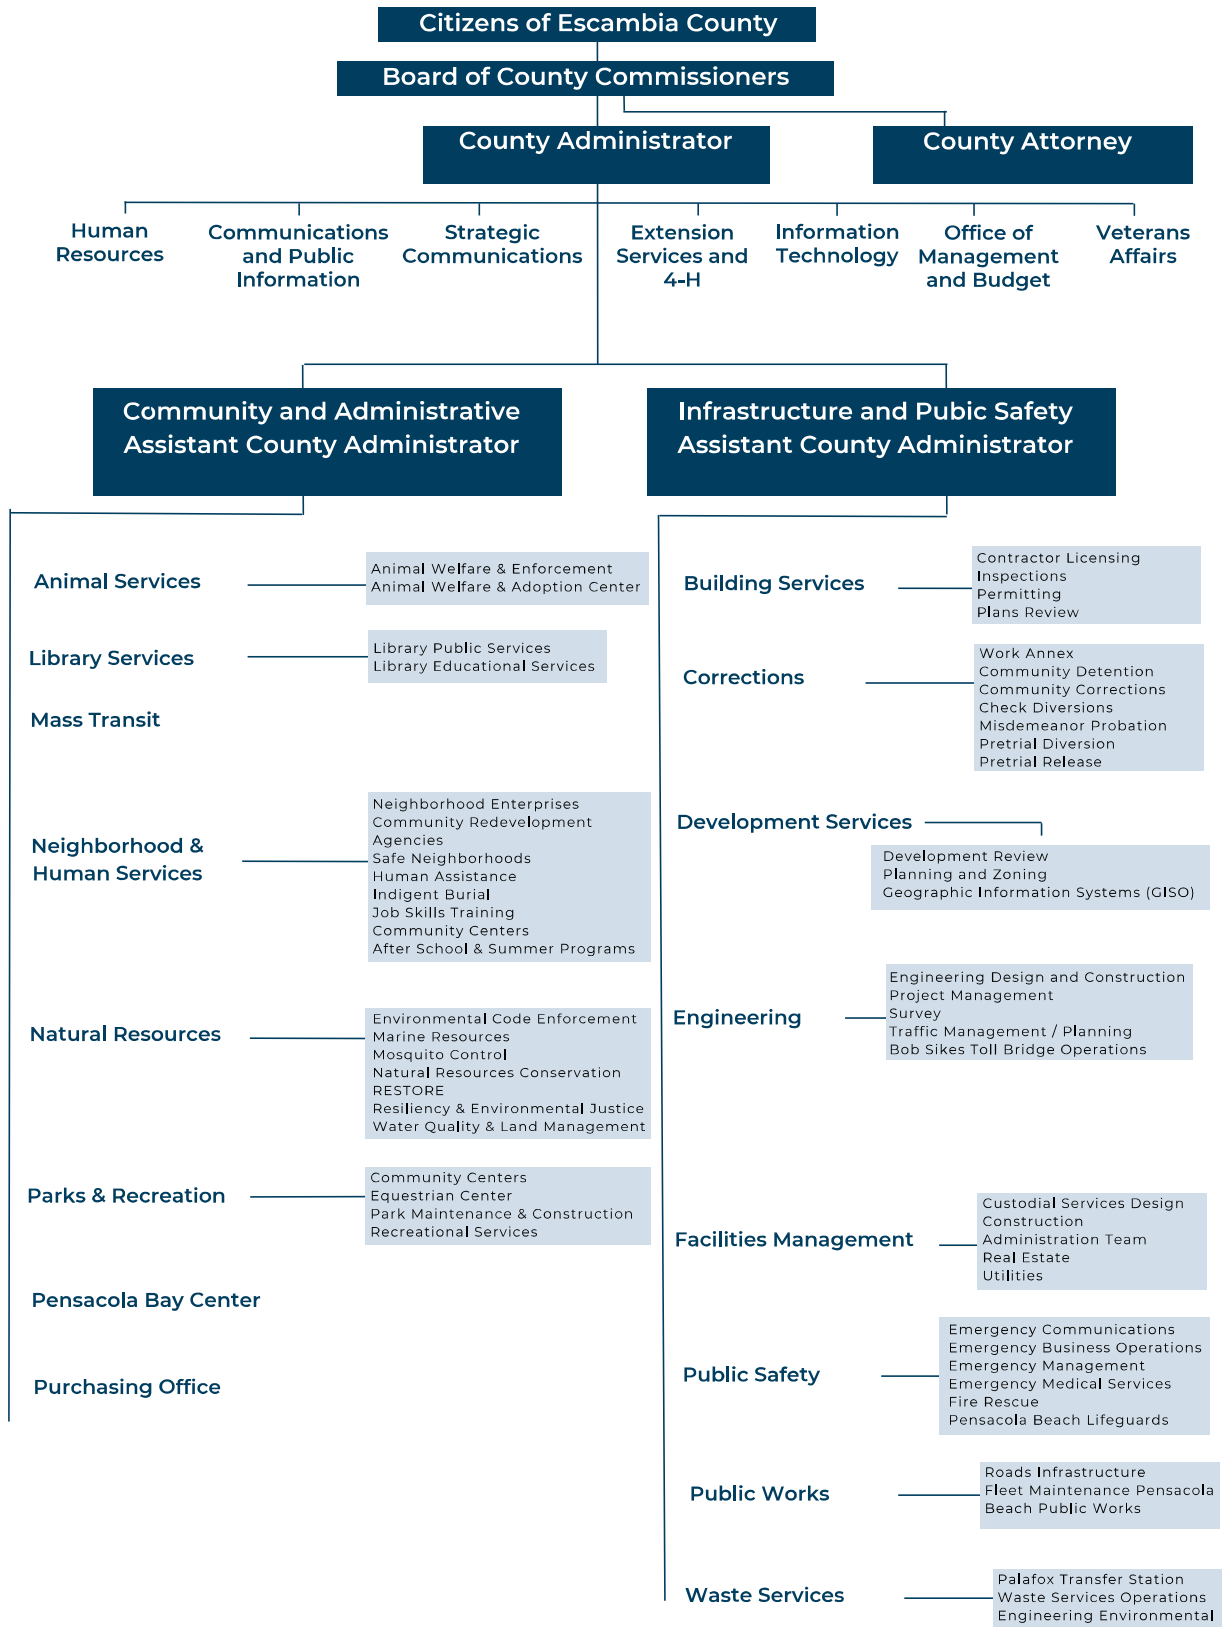 Citizens of Escambia County
Board of County Commissioners
County Administrator
County Attorney
Human
Resources
Communications
and Public
Information
Strategic
Communications
Extension
Services and
4-H
Information
Technology
Office of
Management
and Budget
Veterans
Affairs
Community and Administrative
Assistant County Administrator
Animal Services
Animal Welfare & Enforcement
Animal Welfare & Adoption Center
Library Services
Library Public Services
Library Educational Services
Mass Transit
Neighborhood &
Human Services
Neighborhood Enterprises
Community Redevelopment
Agencies
Safe Neighborhoods
Human Assistance
Indigent Burial
Job Skills Training
Community Centers
After School & Summer Programs
Natural Resources
Environmental Code Enforcement
Marine Resources
Mosquito Control
Natural Resources Conservation
RESTORE
Resiliency & Environmental Justice
Water Quality & Land Management
Parks & Recreation
Community Centers
Equestrian Center
Park Maintenance & Construction
Recreational Services
Pensacola Bay Center
Purchasing Office
Infrastructure and Pubic Safety
Assistant County Administrator
Building Services
Contractor Licensing
Inspections
Permitting
Plans Review
Corrections
Work Annex
Community Detention
Community Corrections
Check Diversions
Misdemeanor Probation
Pretrial Diversion
Pretrial Release
Development Services
Development Review
Planning and Zoning
Geographic Information Systems (GISO)
Engineering
Engineering Design and Construction
Project Management
Survey
Traffic Management / Planning
Bob Sikes Toll Bridge Operations
Facilities Management
Custodial Services Design
Construction
Administration Team
Real Estate
Utilities
Public Safety
Emergency Communications
Emergency Business Operations
Emergency Management
Emergency Medical Services
Fire Rescue
Pensacola Beach Lifeguards
Public Works
Roads Infrastructure
Fleet Maintenance Pensacola
Beach Public Works
Waste Services
Palafox Transfer Station
Waste Services Operations
Engineering Environmental